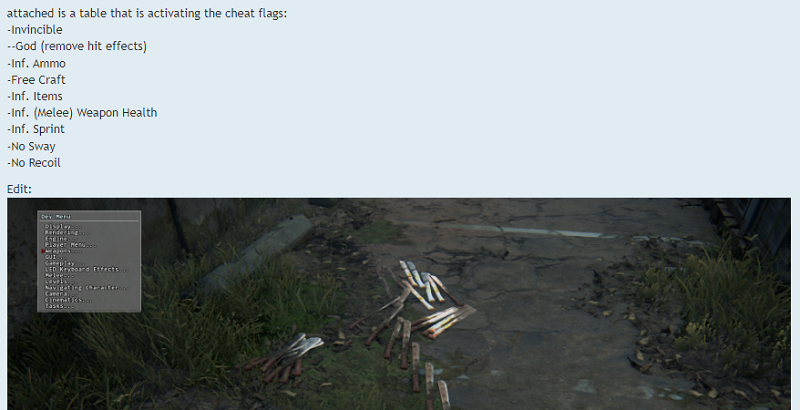 attached is a table that is activating the cheat flags:
-Invincible
--God (remove hit effects)
-Inf. Ammo
-Free Craft
-Inf. Items
-Inf. (Melee) Weapon Health
-Inf. Sprint
-No Sway
-No Recoil
Edit:
Dev Menu
Display...
Rendering...
Engine...
Player Menu...
Weapons...
GUI...
Gameplay...
LED Keyboard Effects...
Melee...
Levels...
Navigating Character...
Camera...
Cinematics...
Tasks...